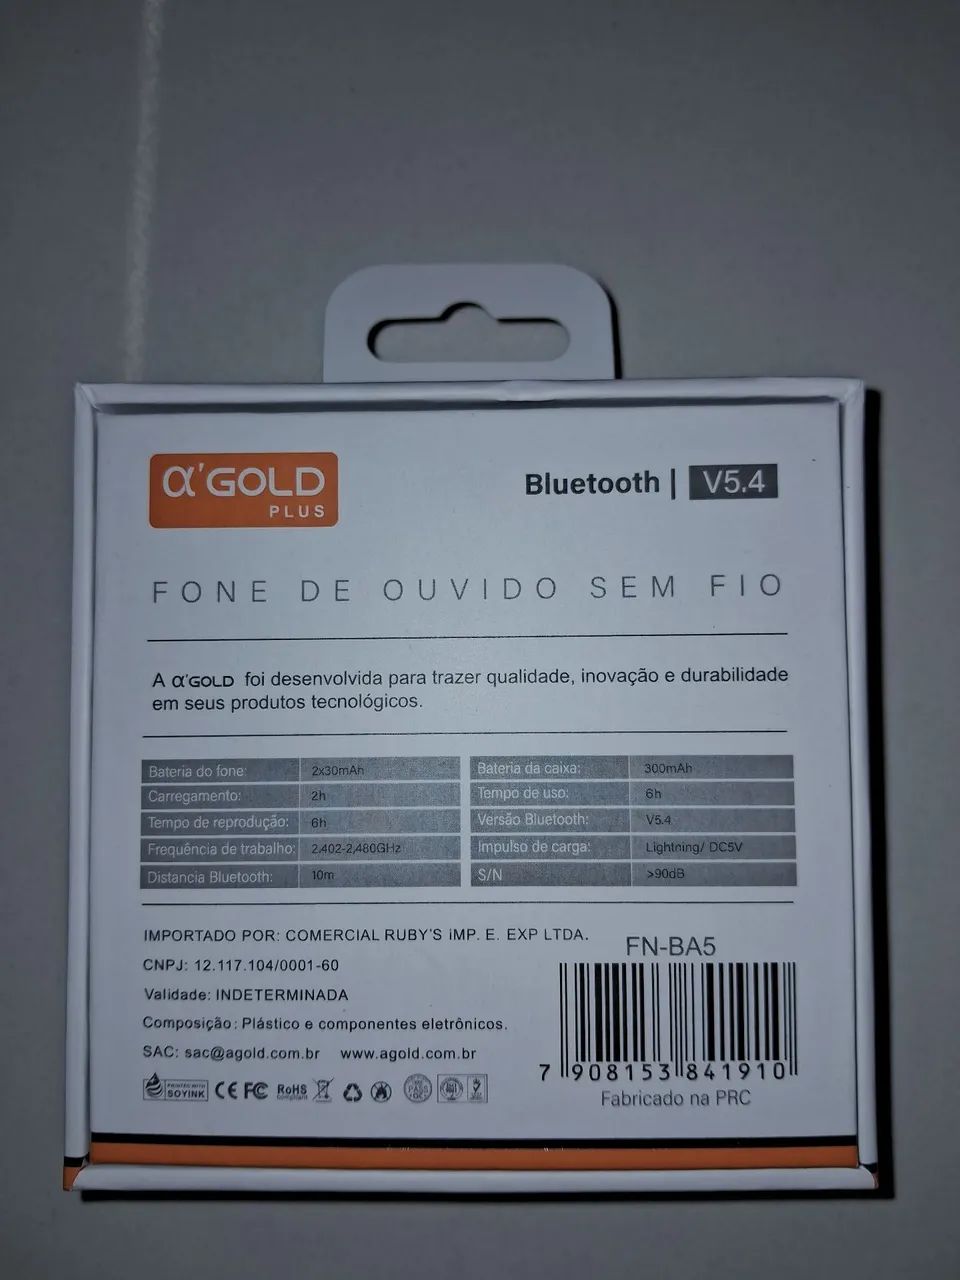 α'GOLD
PLUS
Bluetooth | V5.4
FONE DE OUVIDO SEM FIO
A α'GOLD foi desenvolvida para trazer qualidade, inovação e durabilidade
em seus produtos tecnológicos.
Bateria do fone: 2x30mAh
Carregamento: 2h
Tempo de reprodução: 6h
Frequência de trabalho: 2,402-2,480GHz
Distancia Bluetooth: 10m
Bateria da caixa: 300mAh
Tempo de uso: 6h
Versão Bluetooth: V5.4
Impulso de carga: Lightning/ DC5V
S/N >90dB
IMPORTADO POR: COMERCIAL RUBY'S iMP. E. EXP LTDA.
CNPJ: 12.117.104/0001-60
Validade: INDETERMINADA
Composição: Plástico e componentes eletrônicos.
SAC: sac@agold.com.br www.agold.com.br
PRINTED WITH
SOYINK
CE FC RoHS
FN-BA5
7 908153 841910
Fabricado na PRC